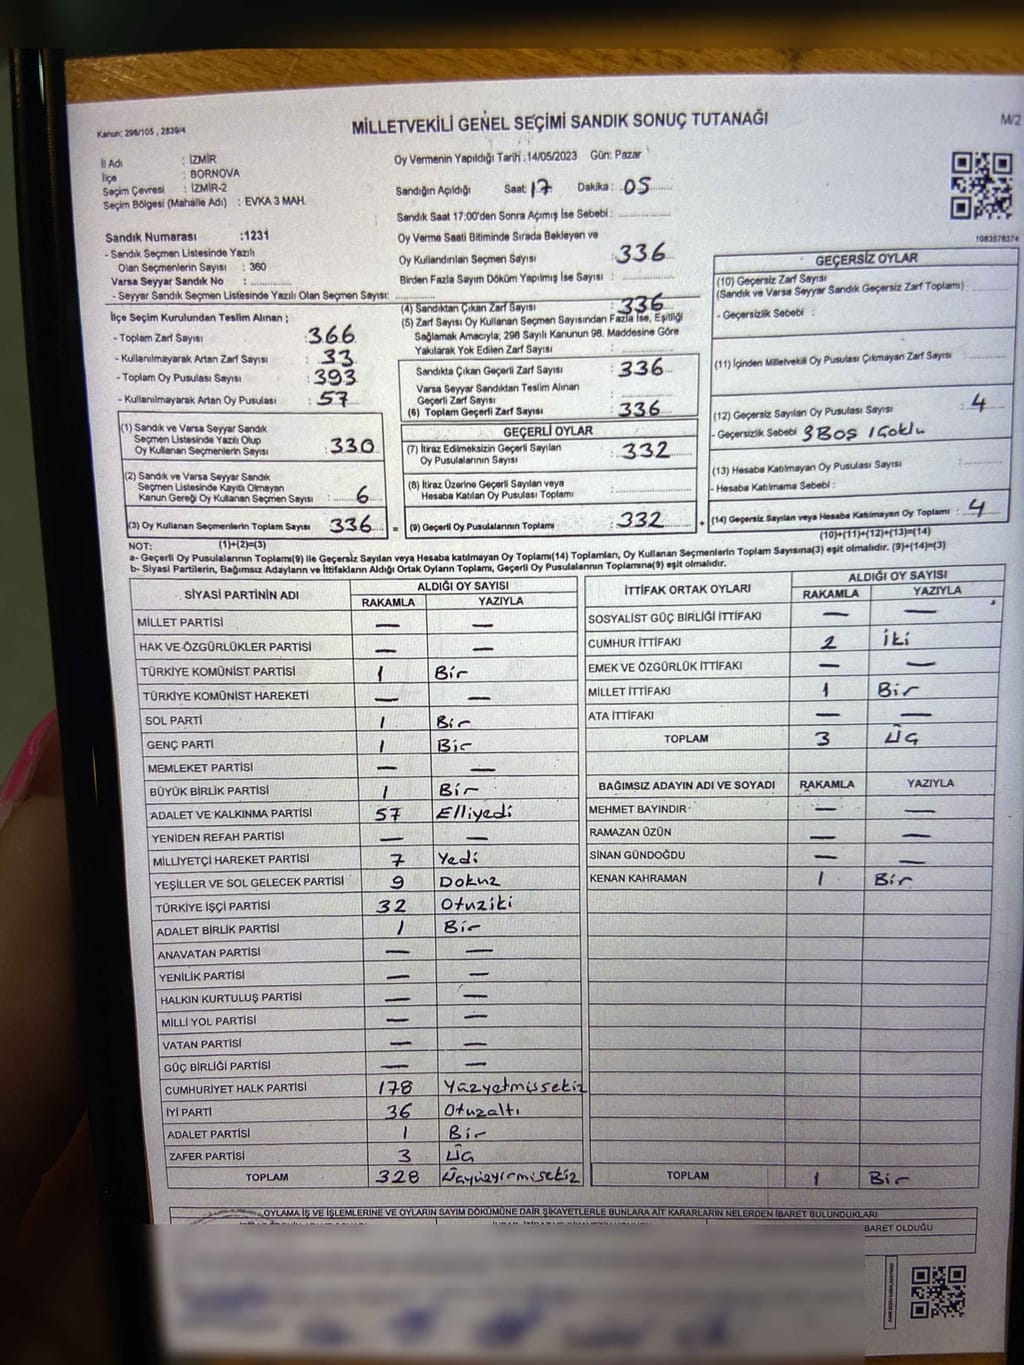 Kanun; 298/105 , 2839/4
MİLLETVEKİLİ GENEL SEÇİMİ SANDIK SONUÇ TUTANAĞI
M/2
İl Adı : İZMİR
İlçe : BORNOVA
Seçim Çevresi : İZMİR-2
Seçim Bölgesi (Mahalle Adı) : EVKA 3 MAH.
Oy Vermenin Yapıldığı Tarih :14/05/2023 Gün: Pazar
Sandığın Açıldığı Saat: 17 Dakika : 05
Sandık Saat 17:00'den Sonra Açımış İse Sebebi :
1083578374
Sandık Numarası :1231
- Sandık Seçmen Listesinde Yazılı
Olan Seçmenlerin Sayısı : 360
Varsa Seyyar Sandık No :
- Seyyar Sandık Seçmen Listesinde Yazılı Olan Seçmen Sayısı:
Oy Verme Saati Bitiminde Sırada Bekleyen ve
Oy Kullandırılan Seçmen Sayısı : 336
Birden Fazla Sayım Döküm Yapılmış İse Sayısı :
İlçe Seçim Kurulundan Teslim Alınan ;
- Toplam Zarf Sayısı : 366
- Kullanılmayarak Artan Zarf Sayısı : 33
- Toplam Oy Pusulası Sayısı : 393
- Kullanılmayarak Artan Oy Pusulası : 57
(4) Sandıktan Çıkan Zarf Sayısı : 336
(5) Zarf Sayısı Oy Kullanan Seçmen Sayısından Fazla İse, Eşitliği
Sağlamak Amacıyla; 298 Sayılı Kanunun 98. Maddesine Göre
Yakılarak Yok Edilen Zarf Sayısı :
Sandıkta Çıkan Geçerli Zarf Sayısı : 336
Varsa Seyyar Sandıktan Teslim Alınan
Geçerli Zarf Sayısı :
(6) Toplam Geçerli Zarf Sayısı : 336
GEÇERSİZ OYLAR
(10) Geçersiz Zarf Sayısı
(Sandık ve Varsa Seyyar Sandık Geçersiz Zarf Toplamı) :
- Geçersizlik Sebebi :
(11) İçinden Milletvekili Oy Pusulası Çıkmayan Zarf Sayısı :
(12) Geçersiz Sayılan Oy Pusulası Sayısı : 4
- Geçersizlik Sebebi 3 Boş 1 Çoklu
(13) Hesaba Katılmayan Oy Pusulası Sayısı :
- Hesaba Katılmama Sebebi :
(14) Geçersiz Sayılan veya Hesaba Katılmayan Oy Toplamı : 4
(10)+(11)+(12)+(13)=(14)
(1) Sandık ve Varsa Seyyar Sandık
Seçmen Listesinde Yazılı Olup
Oy Kullanan Seçmenlerin Sayısı : 330
(2) Sandık ve Varsa Seyyar Sandık
Seçmen Listesinde Kayıtlı Olmayan
Kanun Gereği Oy Kullanan Seçmen Sayısı : 6
(3) Oy Kullanan Seçmenlerin Toplam Sayısı : 336 =
(1)+(2)=(3)
GEÇERLİ OYLAR
(7) İtiraz Edilmeksizin Geçerli Sayılan
Oy Pusulalarının Sayısı : 332
(8) İtiraz Üzerine Geçerli Sayılan veya
Hesaba Katılan Oy Pusulası Toplamı :
(9) Geçerli Oy Pusulalarının Toplamı : 332 +
NOT:
a- Geçerli Oy Pusulalarının Toplamı(9) ile Geçersiz Sayılan veya Hesaba katılmayan Oy Toplamı(14) Toplamları, Oy Kullanan Seçmenlerin Toplam Sayısına(3) eşit olmalıdır. (9)+(14)=(3)
b- Siyasi Partilerin, Bağımsız Adayların ve İttifakların Aldığı Ortak Oyların Toplamı, Geçerli Oy Pusulalarının Toplamına(9) eşit olmalıdır.
SİYASİ PARTİNİN ADI ALDIĞI OY SAYISI
RAKAMLA YAZIYLA
MİLLET PARTİSİ — —
HAK VE ÖZGÜRLÜKLER PARTİSİ — —
TÜRKİYE KOMÜNİST PARTİSİ 1 Bir
TÜRKİYE KOMÜNİST HAREKETİ — —
SOL PARTİ 1 Bir
GENÇ PARTİ 1 Bir
MEMLEKET PARTİSİ — —
BÜYÜK BİRLİK PARTİSİ 1 Bir
ADALET VE KALKINMA PARTİSİ 57 Elliyedi
YENİDEN REFAH PARTİSİ — —
MİLLİYETÇİ HAREKET PARTİSİ 7 Yedi
YEŞİLLER VE SOL GELECEK PARTİSİ 9 Dokuz
TÜRKİYE İŞÇİ PARTİSİ 32 Otuziki
ADALET BİRLİK PARTİSİ 1 Bir
ANAVATAN PARTİSİ — —
YENİLİK PARTİSİ — —
HALKIN KURTULUŞ PARTİSİ — —
MİLLİ YOL PARTİSİ — —
VATAN PARTİSİ — —
GÜÇ BİRLİĞİ PARTİSİ — —
CUMHURİYET HALK PARTİSİ 178 Yüzyetmişsekiz
İYİ PARTİ 36 Otuzaltı
ADALET PARTİSİ 1 Bir
ZAFER PARTİSİ 3 Üç
TOPLAM 328 Üçyüzyirmisekiz
İTTİFAK ORTAK OYLARI ALDIĞI OY SAYISI
RAKAMLA YAZIYLA
SOSYALİST GÜÇ BİRLİĞİ İTTİFAKI — —
CUMHUR İTTİFAKI 2 İki
EMEK VE ÖZGÜRLÜK İTTİFAKI — —
MİLLET İTTİFAKI 1 Bir
ATA İTTİFAKI — —
TOPLAM 3 Üç
BAĞIMSIZ ADAYIN ADI VE SOYADI RAKAMLA YAZIYLA
MEHMET BAYINDIR — —
RAMAZAN ÜZÜN — —
SİNAN GÜNDOĞDU — —
KENAN KAHRAMAN 1 Bir
TOPLAM 1 Bir
OYLAMA İŞ VE İŞLEMLERİNE VE OYLARIN SAYIM DÖKÜMÜNE DAİR ŞİKAYETLERLE BUNLARA AİT KARARLARIN NELERDEN İBARET BULUNDUKLARI
BARET OLDUĞU